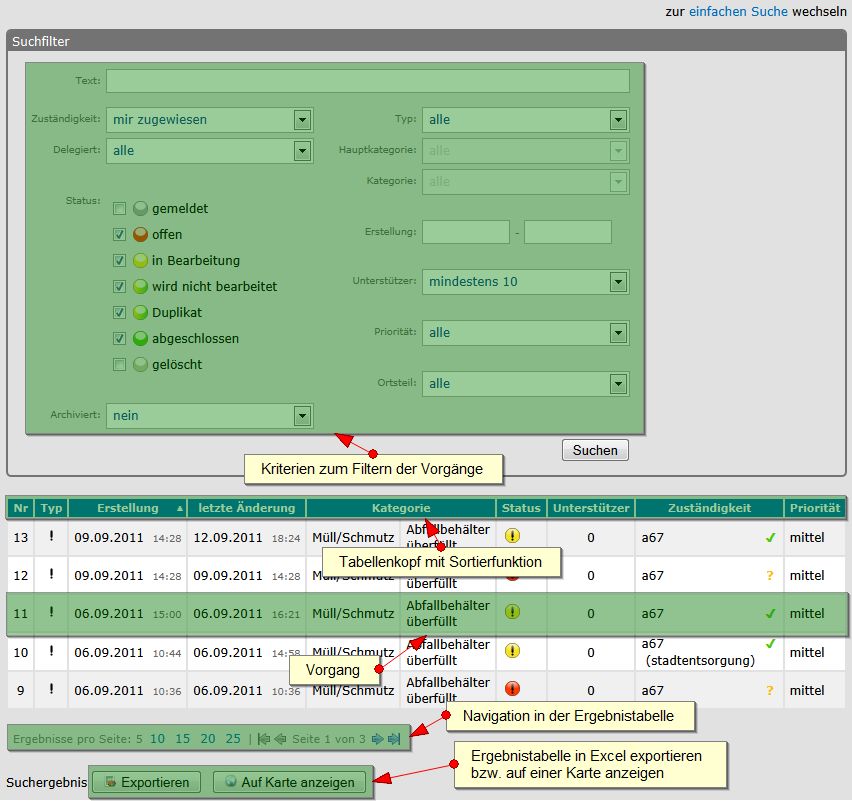 zur einfachen Suche wechseln
Suchfilter
Text:
Zuständigkeit: mir zugewiesen Typ: alle
Delegiert: alle Hauptkategorie: alle
Kategorie: alle
Status: gemeldet
offen Erstellung: -
in Bearbeitung
wird nicht bearbeitet Unterstützer: mindestens 10
Duplikat
abgeschlossen Priorität: alle
gelöscht
Ortsteil: alle
Archiviert: nein
Suchen
Kriterien zum Filtern der Vorgänge
Nr Typ Erstellung letzte Änderung Kategorie Status Unterstützer Zuständigkeit Priorität
13 ! 09.09.2011 14:28 12.09.2011 18:24 Müll/Schmutz Abfallbehälter überfüllt 0 a67 mittel
Tabellenkopf mit Sortierfunktion
12 ! 09.09.2011 14:28 09.09.2011 14:28 Müll/Schmutz Abfallbehälter überfüllt 0 a67 ? mittel
11 ! 06.09.2011 15:00 06.09.2011 16:21 Müll/Schmutz Abfallbehälter überfüllt 0 a67 mittel
10 ! 06.09.2011 10:44 06.09.2011 14:58 Müll/Schmutz Abfallbehälter überfüllt 0 a67 (stadtentsorgung) mittel
Vorgang
9 ! 06.09.2011 10:36 06.09.2011 10:36 Müll/Schmutz Abfallbehälter überfüllt 0 a67 ? mittel
Navigation in der Ergebnistabelle
Ergebnisse pro Seite: 5 10 15 20 25 | Seite 1 von 3
Ergebnistabelle in Excel exportieren
bzw. auf einer Karte anzeigen
Suchergebnis Exportieren Auf Karte anzeigen